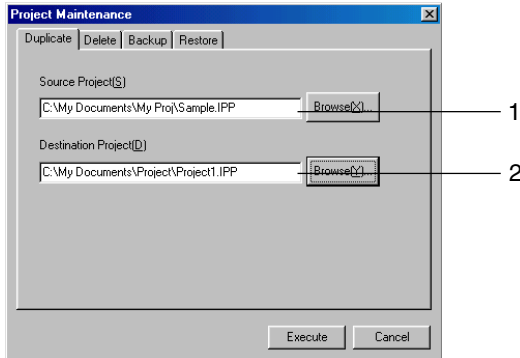 Project Maintenance
Duplicate Delete Backup Restore
Source Project(S)
C:\My Documents\My Proj\Sample.IPP Browse(X)... 1
Destination Project(D)
C:\My Documents\Project\Project1.IPP Browse(Y)... 2
Execute Cancel